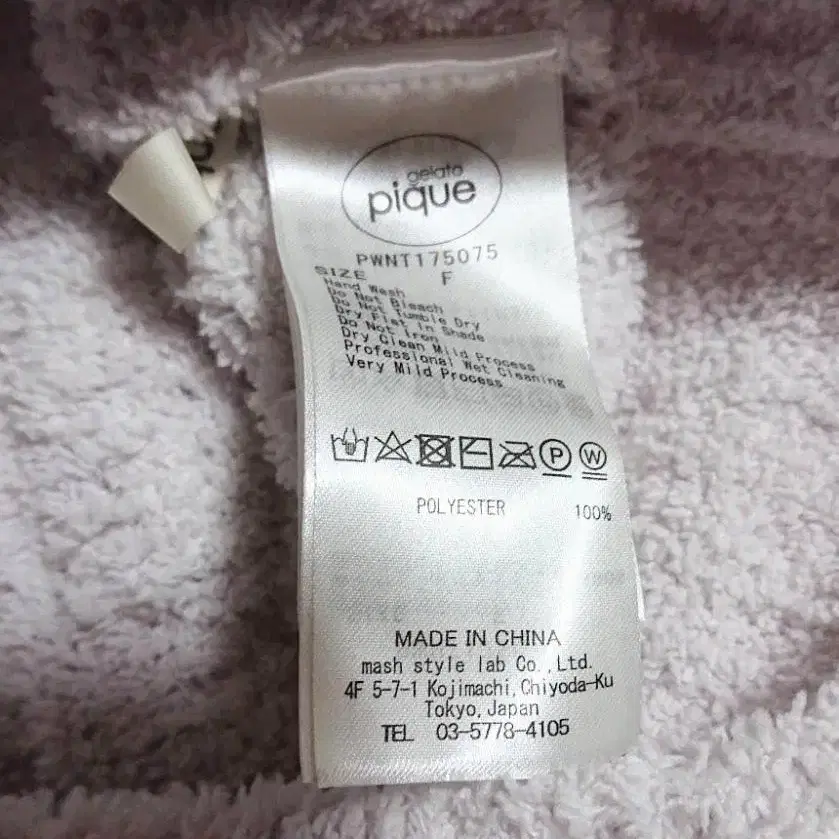 gelato
pique
PWNT175075
SIZE F
Hand Wash
Do Not Bleach
Do Not Tumble Dry
Dry Flat In Shade
Do Not Iron
Dry Clean Mild Process
Professional Wet Cleaning
Very Mild Process
P W
POLYESTER 100%
MADE IN CHINA
mash style lab Co.,Ltd.
4F 5-7-1 Kojimachi,Chiyoda-Ku
Tokyo,Japan
TEL 03-5778-4105